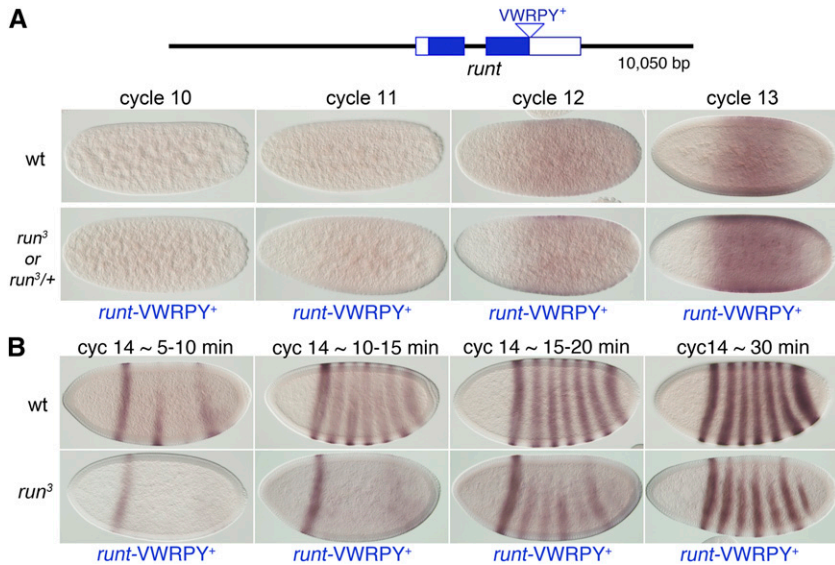 A
VWRPY⁺
runt
10,050 bp
cycle 10 cycle 11 cycle 12 cycle 13
wt
run³
or
run³/+
runt-VWRPY⁺ runt-VWRPY⁺ runt-VWRPY⁺ runt-VWRPY⁺
B
cyc 14 ~ 5-10 min cyc 14 ~ 10-15 min cyc 14 ~ 15-20 min cyc14 ~ 30 min
wt
run³
runt-VWRPY⁺ runt-VWRPY⁺ runt-VWRPY⁺ runt-VWRPY⁺